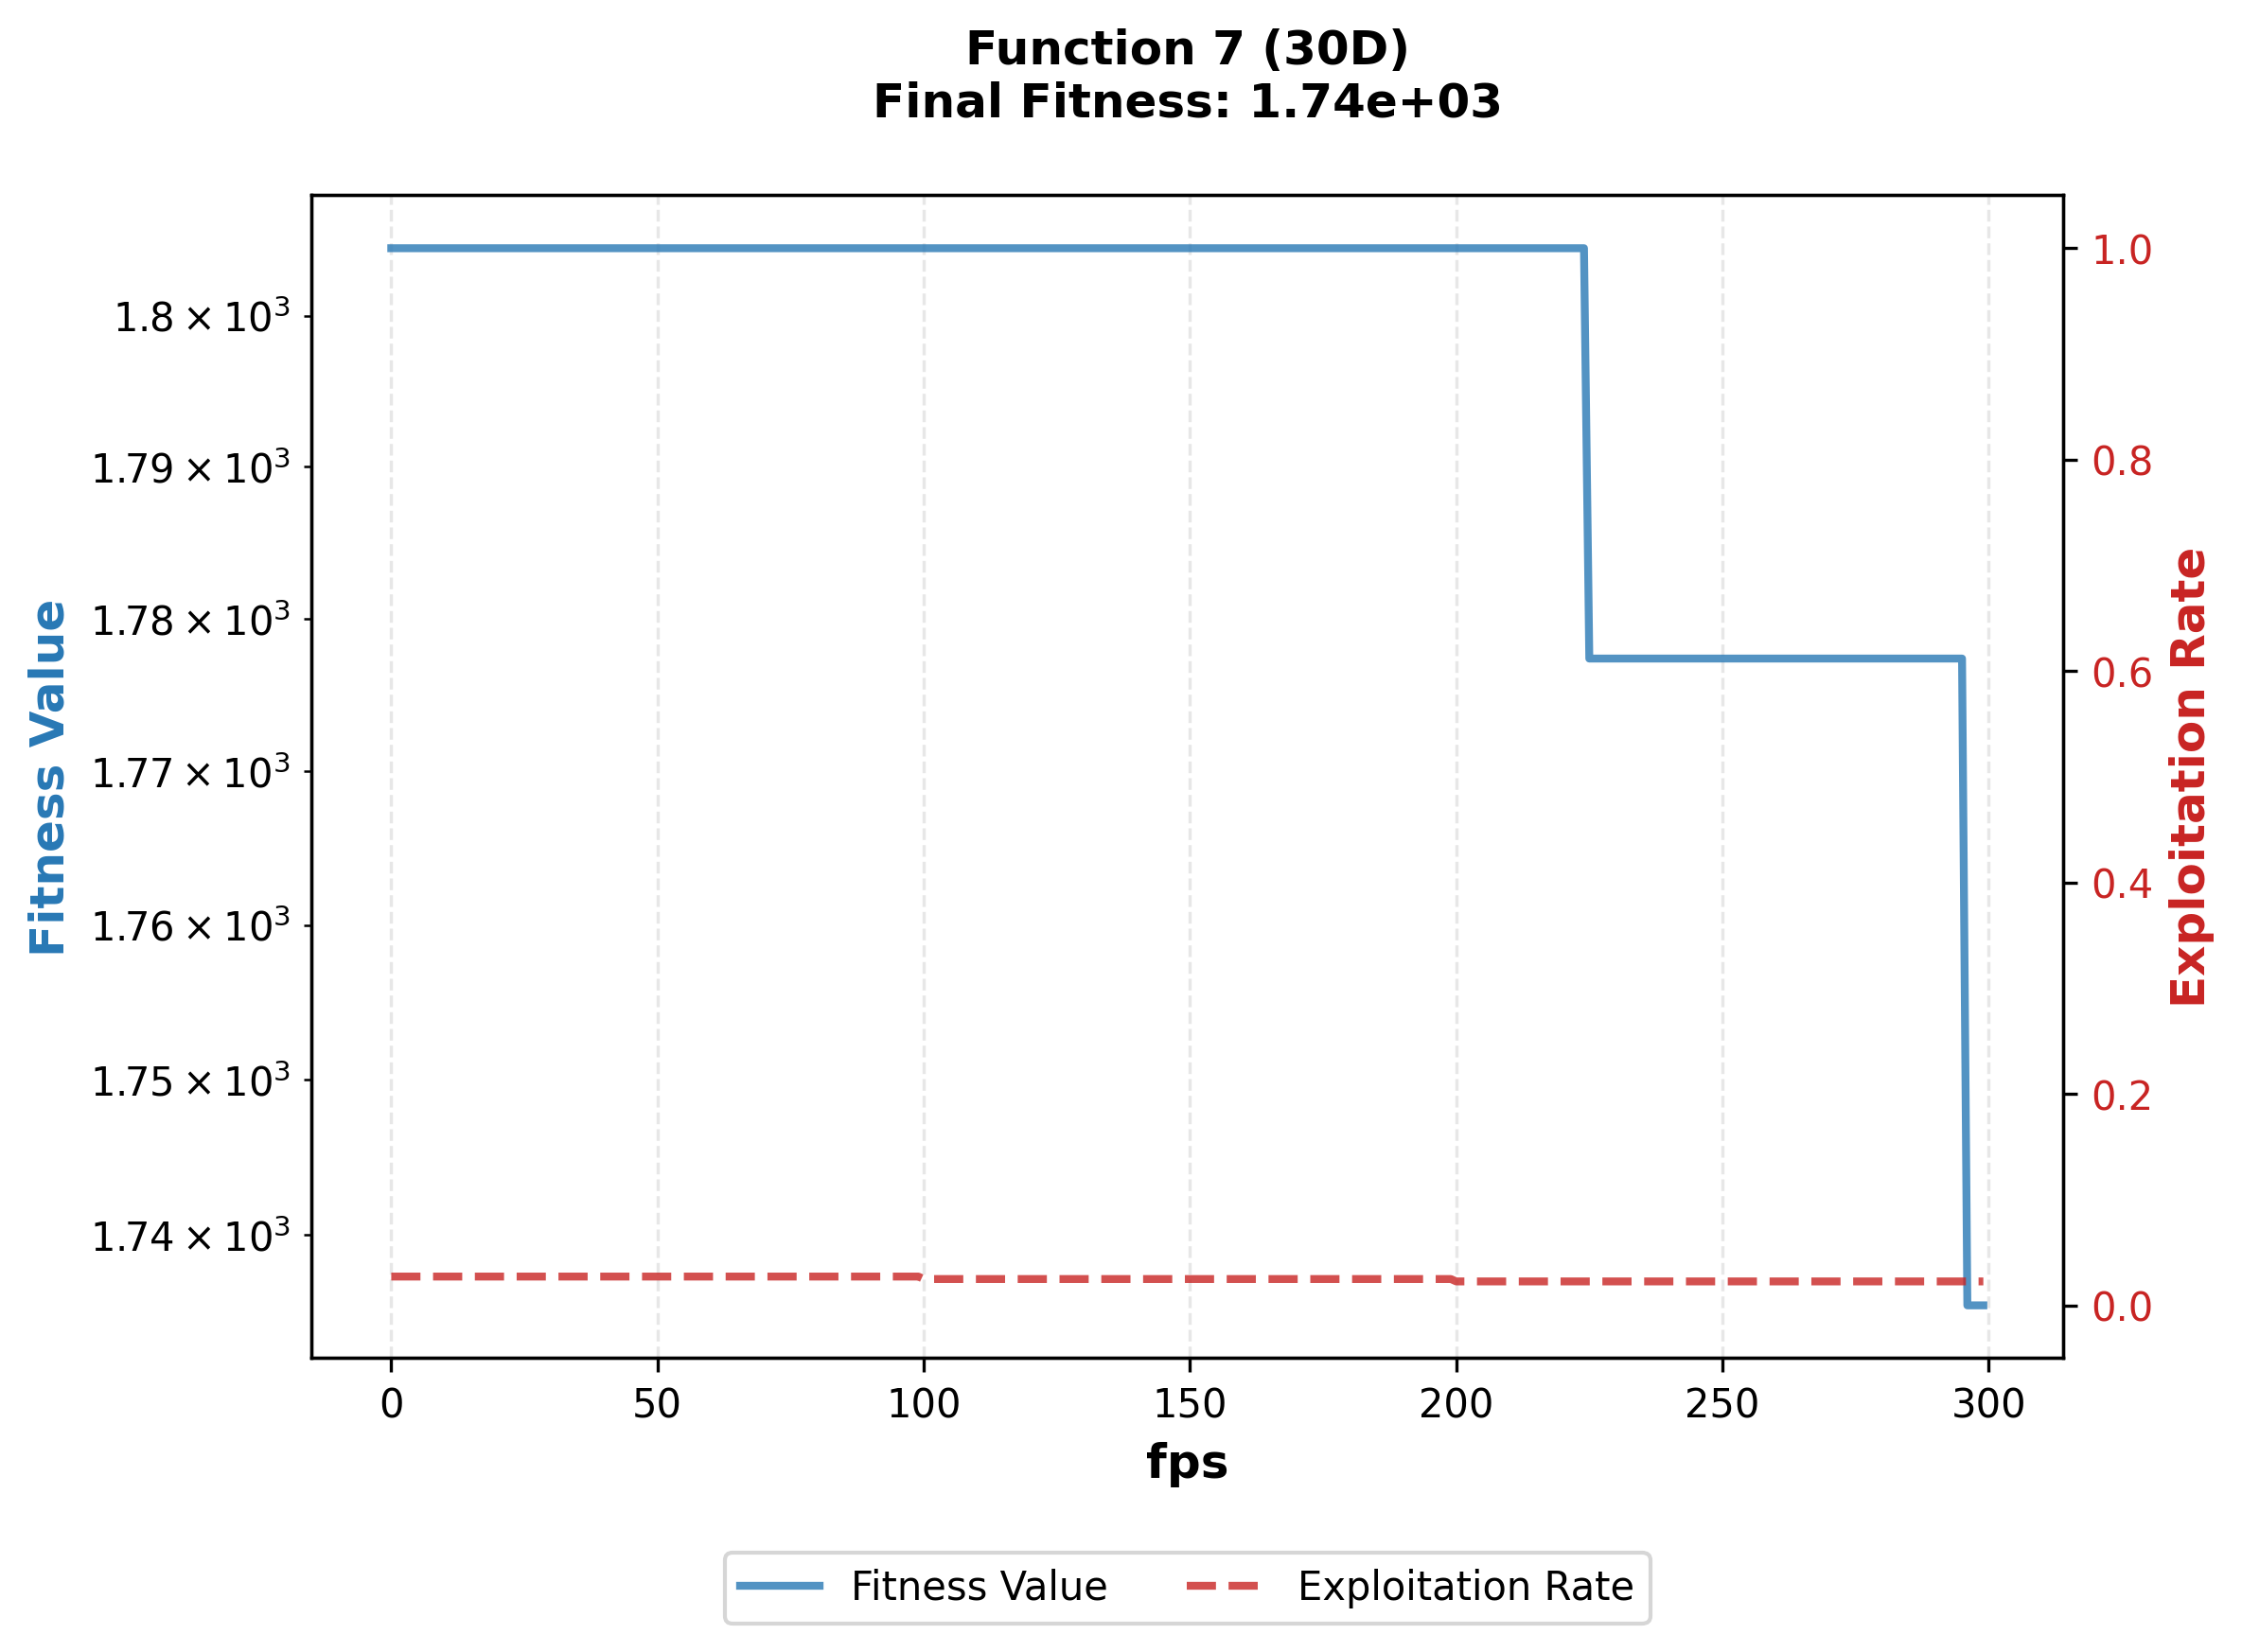 Function 7 (30D)
Final Fitness: 1.74e+03
Fitness Value
1.8 × 10³
1.79 × 10³
1.78 × 10³
1.77 × 10³
1.76 × 10³
1.75 × 10³
1.74 × 10³
1.0
0.8
0.6
0.4
0.2
0.0
Exploitation Rate
0 50 100 150 200 250 300
fps
Fitness Value Exploitation Rate